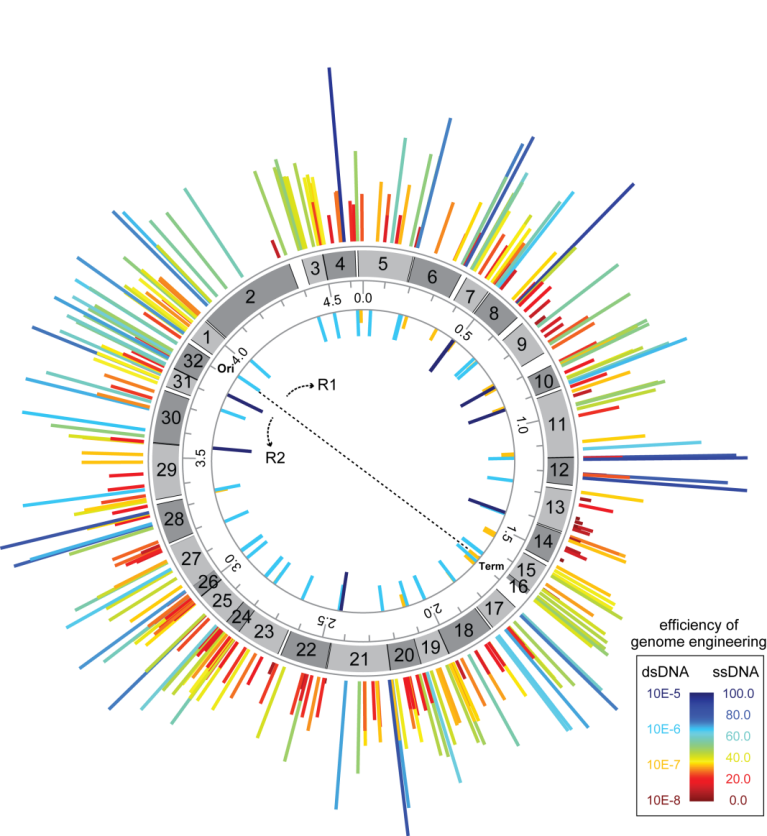 3 4 5
2 6
7
4.5 0.0 8
1 0.5 9
32 Ori 4.0
31 R1 10
30 1.0 11
3.5 R2
29 12
13
28 1.5 14
Term 15
27 3.0 16
26
25 2.0 17
24 2.5 18
23 19
22 21 20
efficiency of
genome engineering
dsDNA ssDNA
10E-5 100.0
80.0
10E-6 60.0
10E-7 40.0
20.0
10E-8 0.0